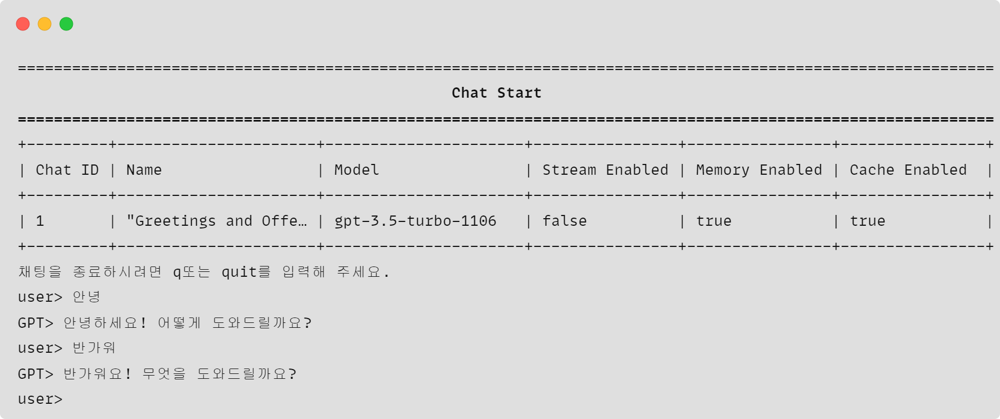 ============================================================================================================
Chat Start
============================================================================================================
+---------+----------------------+----------------------+----------------+----------------+----------------+
| Chat ID | Name                 | Model                | Stream Enabled | Memory Enabled | Cache Enabled  |
+---------+----------------------+----------------------+----------------+----------------+----------------+
| 1       | "Greetings and Offe… | gpt-3.5-turbo-1106   | false          | true           | true           |
+---------+----------------------+----------------------+----------------+----------------+----------------+
채팅을 종료하시려면 q또는 quit를 입력해 주세요.
user> 안녕
GPT> 안녕하세요! 어떻게 도와드릴까요?
user> 반가워
GPT> 반가워요! 무엇을 도와드릴까요?
user>